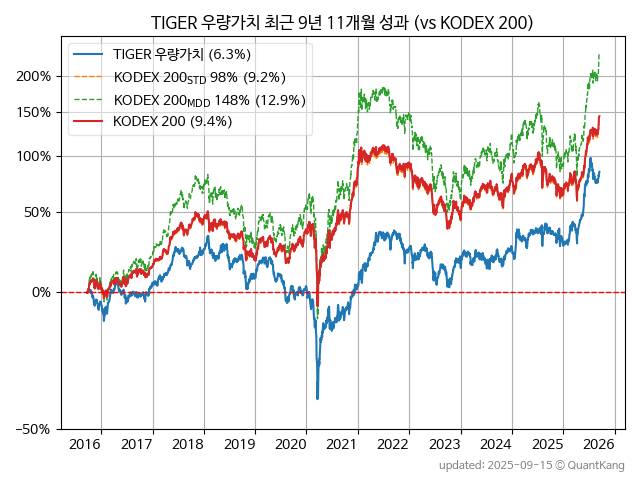 TIGER 우량가치 최근 9년 11개월 성과 (vs KODEX 200)
TIGER 우량가치 (6.3%)
KODEX 200STD 98% (9.2%)
KODEX 200MDD 148% (12.9%)
KODEX 200 (9.4%)
200%
150%
100%
50%
0%
−50%
2016 2017 2018 2019 2020 2021 2022 2023 2024 2025 2026
updated: 2025-09-15 © QuantKang